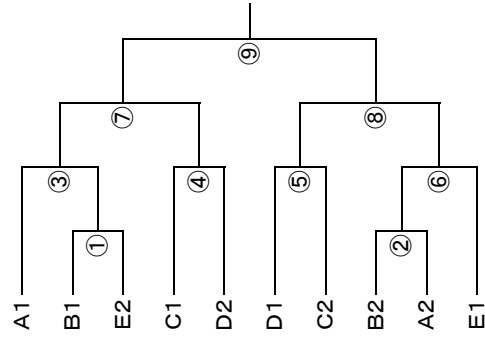 ⑨
⑦
⑧
③
④
⑤
⑥
①
②
A1
B1
E2
C1
D2
D1
C2
B2
A2
E1